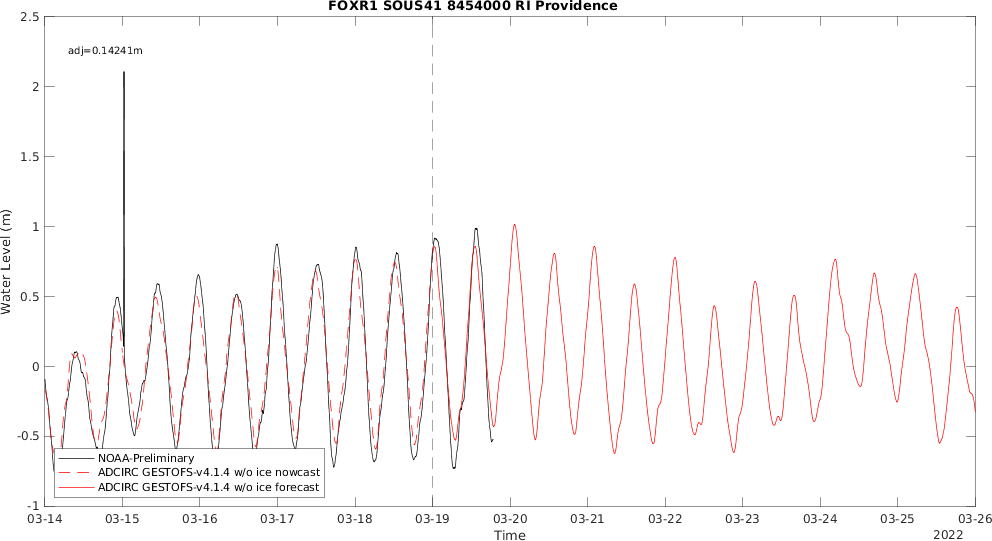 FOXR1 SOUS41 8454000 RI Providence
adj=0.14241m
Water Level (m)
2.5
2
1.5
1
0.5
0
-0.5
-1
NOAA-Preliminary
ADCIRC GESTOFS-v4.1.4 w/o ice nowcast
ADCIRC GESTOFS-v4.1.4 w/o ice forecast
03-14 03-15 03-16 03-17 03-18 03-19 03-20 03-21 03-22 03-23 03-24 03-25 03-26
Time
2022